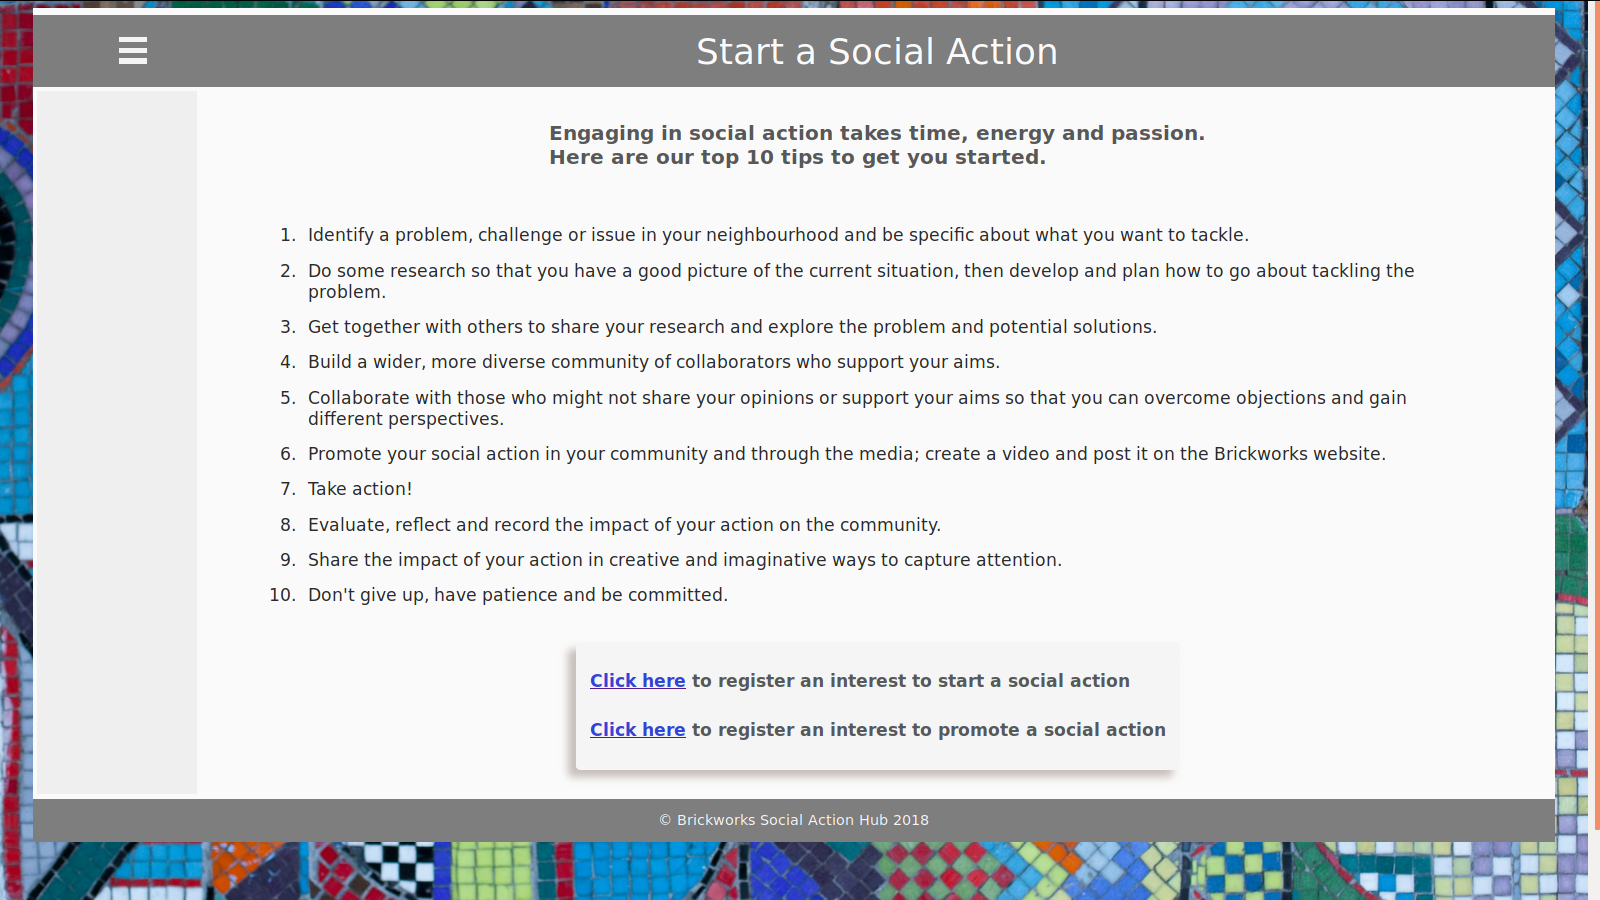 Start a Social Action
Engaging in social action takes time, energy and passion.
Here are our top 10 tips to get you started.
1. Identify a problem, challenge or issue in your neighbourhood and be specific about what you want to tackle.
2. Do some research so that you have a good picture of the current situation, then develop and plan how to go about tackling the
problem.
3. Get together with others to share your research and explore the problem and potential solutions.
4. Build a wider, more diverse community of collaborators who support your aims.
5. Collaborate with those who might not share your opinions or support your aims so that you can overcome objections and gain
different perspectives.
6. Promote your social action in your community and through the media; create a video and post it on the Brickworks website.
7. Take action!
8. Evaluate, reflect and record the impact of your action on the community.
9. Share the impact of your action in creative and imaginative ways to capture attention.
10. Don't give up, have patience and be committed.
Click here to register an interest to start a social action
Click here to register an interest to promote a social action
© Brickworks Social Action Hub 2018